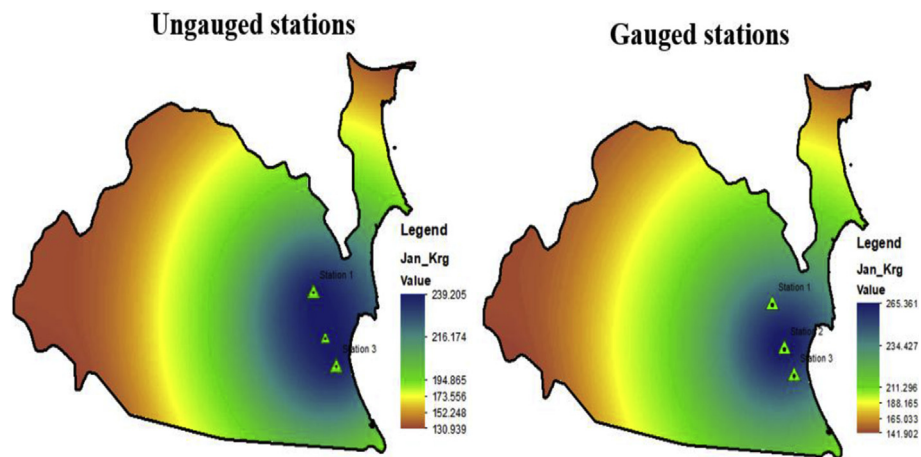 Ungauged stations
Gauged stations
Legend
Jan_Krg
Value
239.205
216.174
194.865
173.556
152.248
130.939
Station 1
Station 3
Legend
Jan_Krg
Value
265.361
234.427
211.296
188.165
165.033
141.902
Station 1
Station 2
Station 3